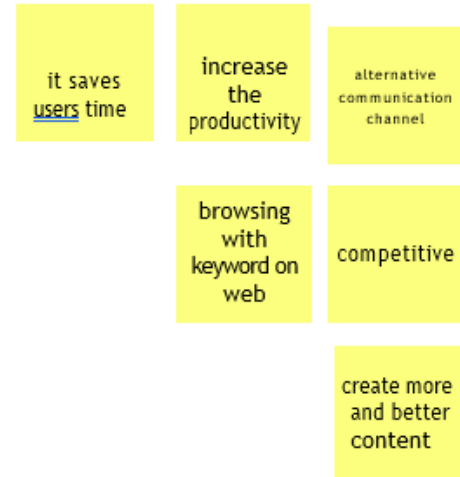 it saves
users time
increase
the
productivity
alternative
communication
channel
browsing
with
keyword on
web
competitive
create more
and better
content